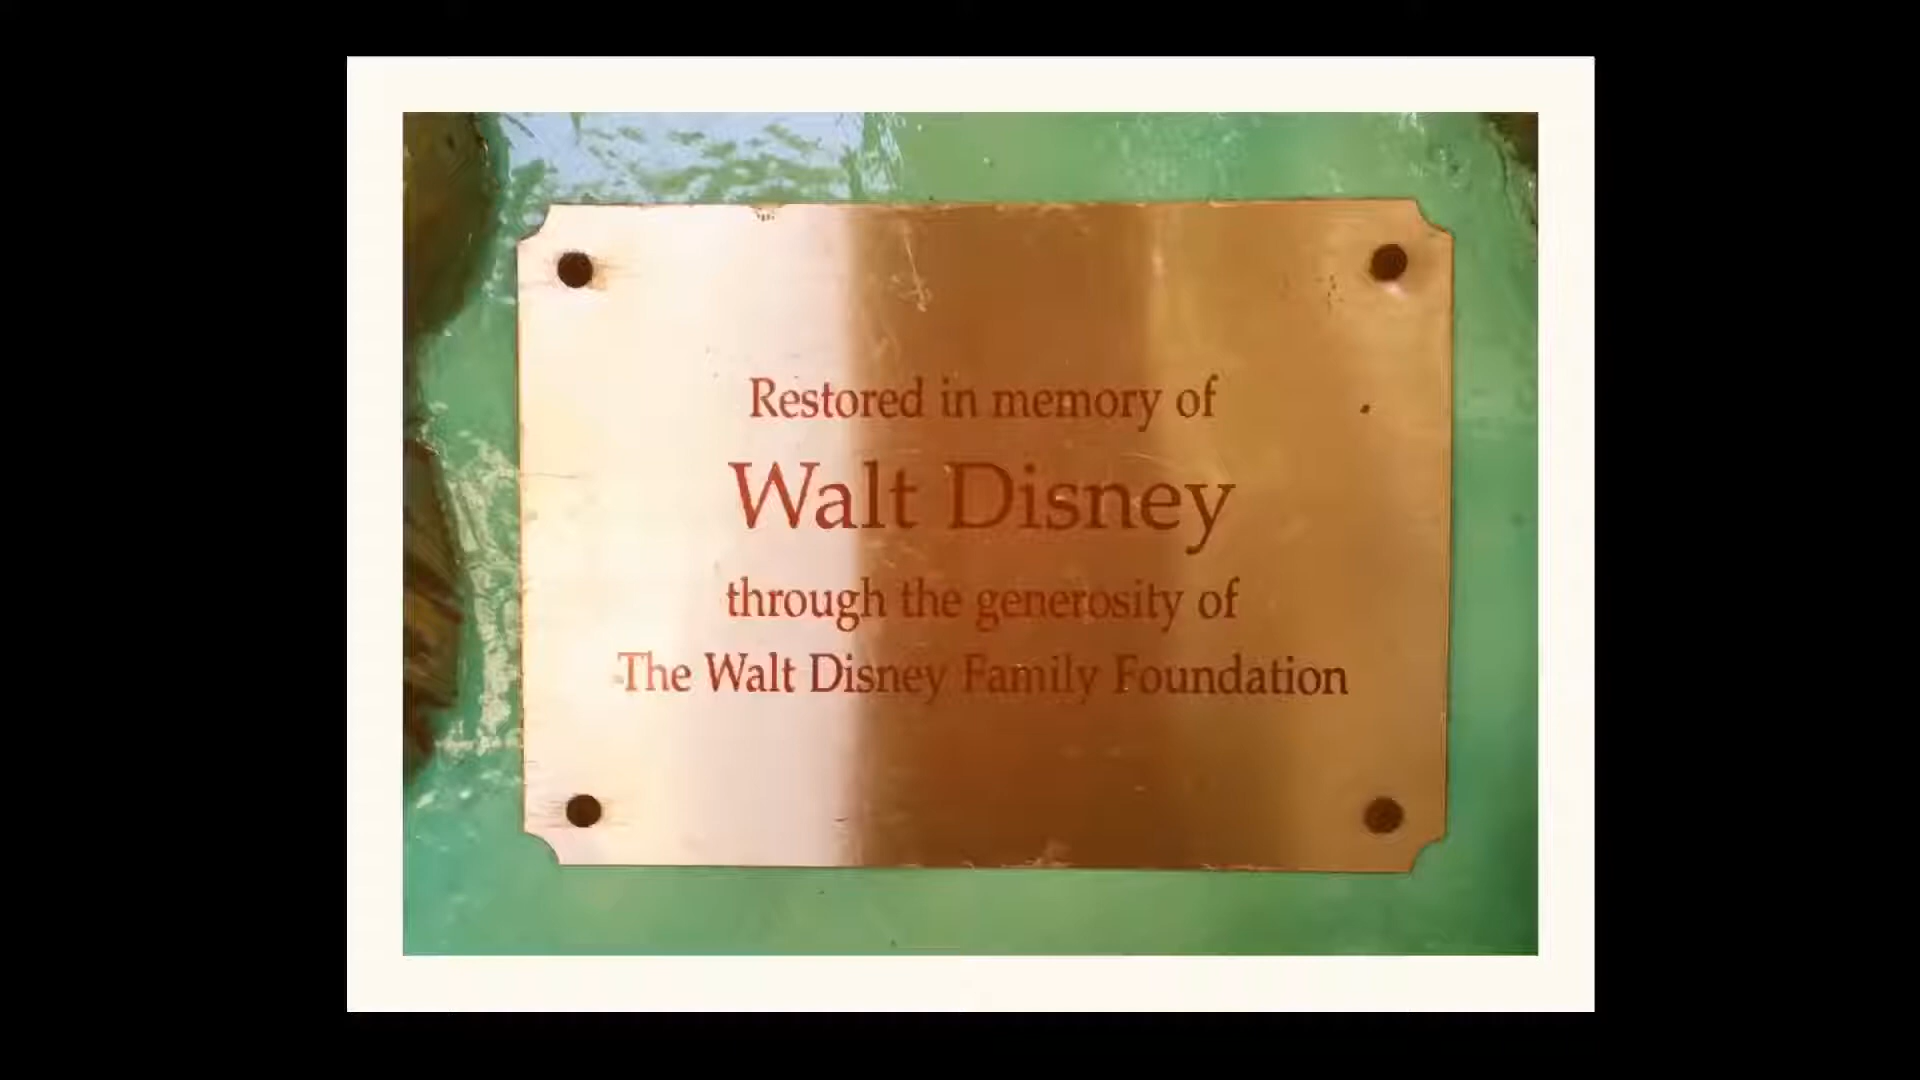 Restored in memory of
Walt Disney
through the generosity of
The Walt Disney Family Foundation